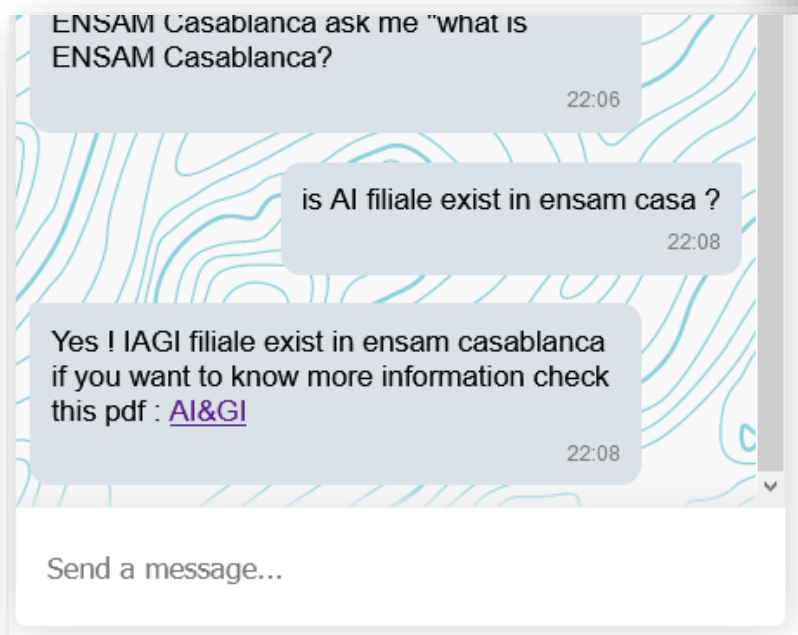 ENSAM Casablanca ask me "what is
ENSAM Casablanca?
22:06
is AI filiale exist in ensam casa ?
22:08
Yes ! IAGI filiale exist in ensam casablanca
if you want to know more information check
this pdf : AI&GI
22:08
Send a message...